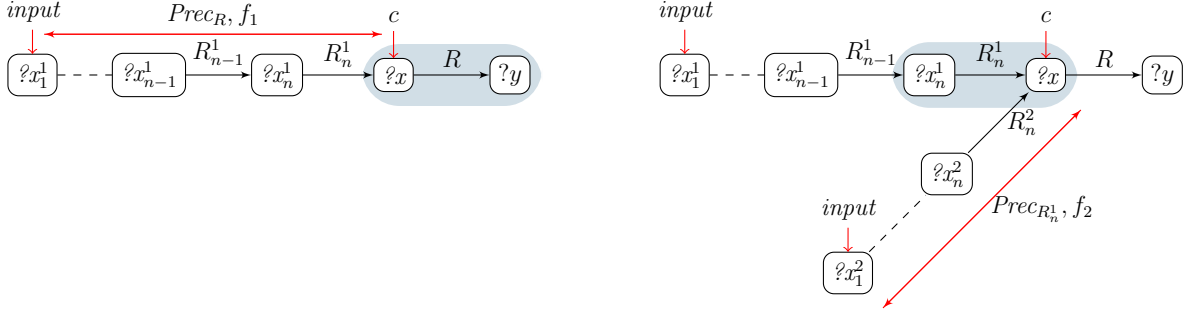 input Prec_R, f_1 c
?x_1^1 ?x_{n-1}^1 R_{n-1}^1 ?x_n^1 R_n^1 ?x R ?y
input c
?x_1^1 ?x_{n-1}^1 R_{n-1}^1 ?x_n^1 R_n^1 ?x R ?y
R_n^2
?x_n^2
input Prec_{R_n^1}, f_2
?x_1^2